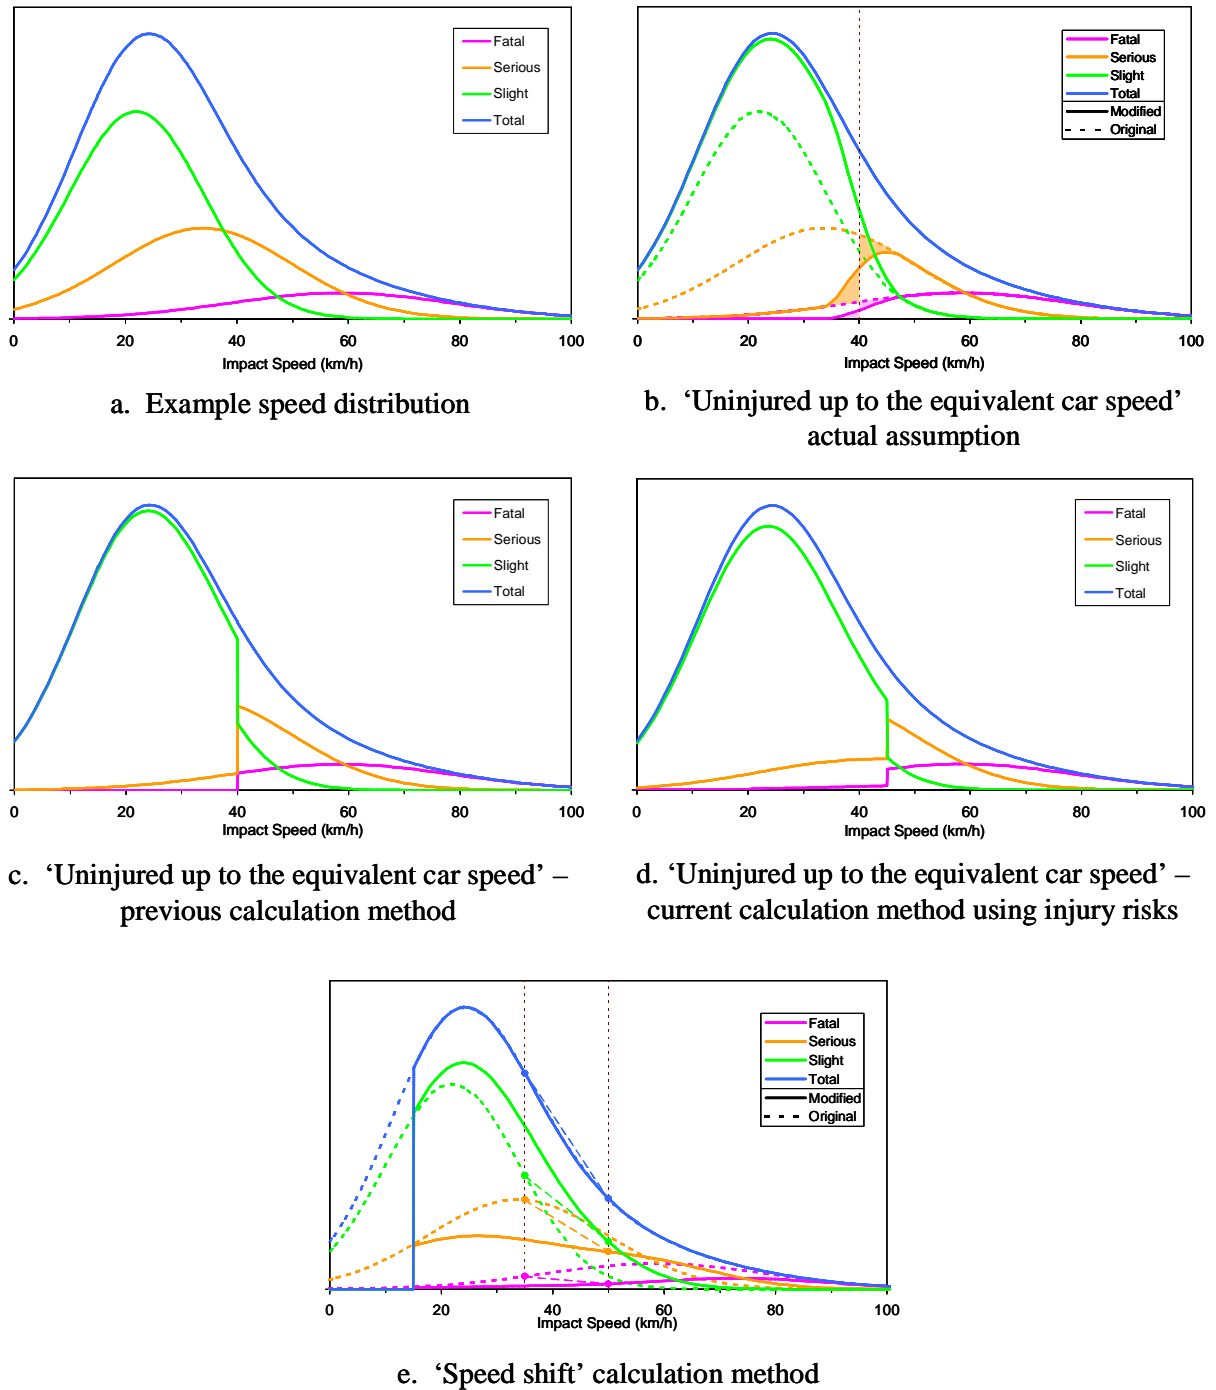 Fatal
Serious
Slight
Total
0
20
40
60
80
100
Impact Speed (km/h)
a. Example speed distribution
Fatal
Serious
Slight
Total
Modified
Original
0
20
40
60
80
100
Impact Speed (km/h)
b. ‘Uninjured up to the equivalent car speed’
actual assumption
Fatal
Serious
Slight
Total
0
20
40
60
80
100
Impact Speed (km/h)
c. ‘Uninjured up to the equivalent car speed’ –
previous calculation method
Fatal
Serious
Slight
Total
0
20
40
60
80
100
Impact Speed (km/h)
d. ‘Uninjured up to the equivalent car speed’ –
current calculation method using injury risks
Fatal
Serious
Slight
Total
Modified
Original
0
20
40
60
80
100
Impact Speed (km/h)
e. ‘Speed shift’ calculation method